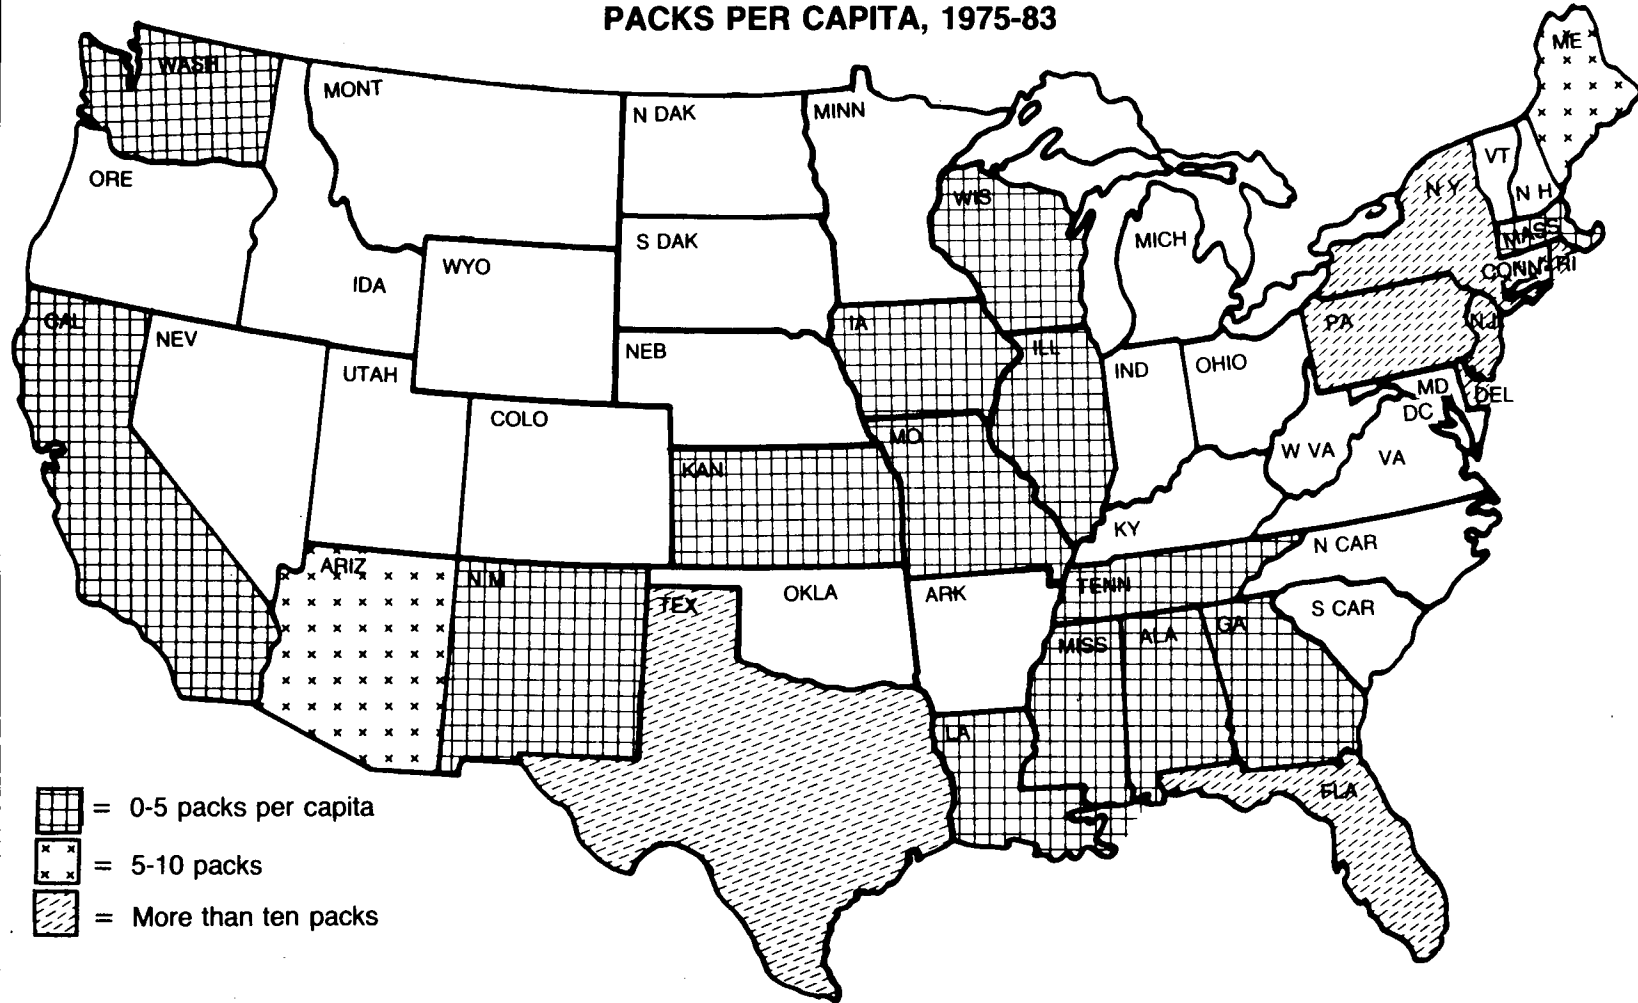 PACKS PER CAPITA, 1975-83
ME
WASH
MONT
N DAK
MINN
VT
ORE
N Y
N H
WIS
S DAK
MICH
MASS
WYO
IDA
CONN
RI
CAL
IA
PA
NJ
NEV
ILL
NEB
UTAH
IND
OHIO
MD
DEL
COLO
DC
MO
W VA
VA
KAN
KY
N CAR
ARIZ
N M
TENN
OKLA
ARK
TEX
S CAR
GA
ALA
MISS
LA
FLA
= 0-5 packs per capita
= 5-10 packs
= More than ten packs